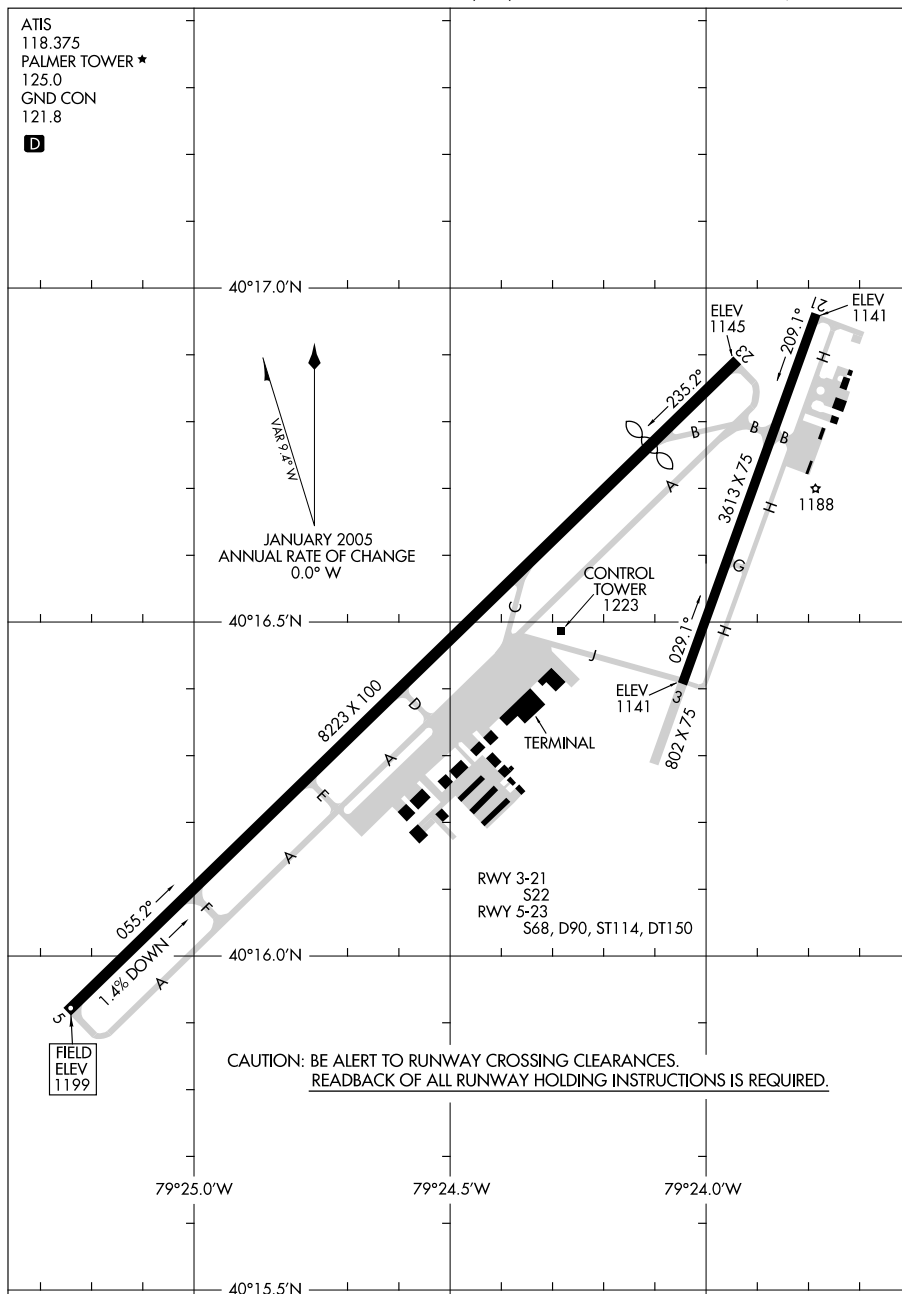 ATIS
118.375
PALMER TOWER ★
125.0
GND CON
121.8
D
40°17.0'N
ELEV
1145
23
235.2°
21
ELEV
1141
209.1°
H
VAR 9.4° W
JANUARY 2005
ANNUAL RATE OF CHANGE
0.0° W
B
B
B
A
3613 X 75
1188
H
G
H
029.1°
CONTROL
TOWER
1223
40°16.5'N
C
J
ELEV
1141
3
802 X 75
8223 X 100
D
TERMINAL
A
E
A
RWY 3-21
S22
RWY 5-23
S68, D90, ST114, DT150
055.2°
F
1.4% DOWN
A
40°16.0'N
5
FIELD
ELEV
1199
CAUTION: BE ALERT TO RUNWAY CROSSING CLEARANCES.
READBACK OF ALL RUNWAY HOLDING INSTRUCTIONS IS REQUIRED.
79°25.0'W
79°24.5'W
79°24.0'W
40°15.5'N